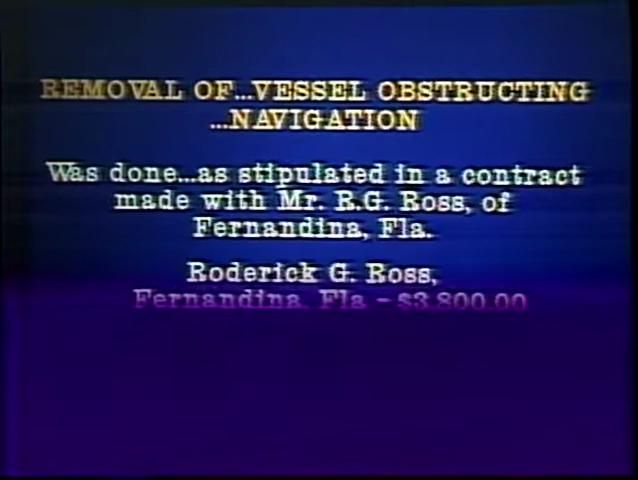 REMOVAL OF...VESSEL OBSTRUCTING
...NAVIGATION
Was done...as stipulated in a contract
made with Mr. R.G. Ross, of
Fernandina, Fla.
Roderick G. Ross,
Fernandina, Fla - $3,800.00